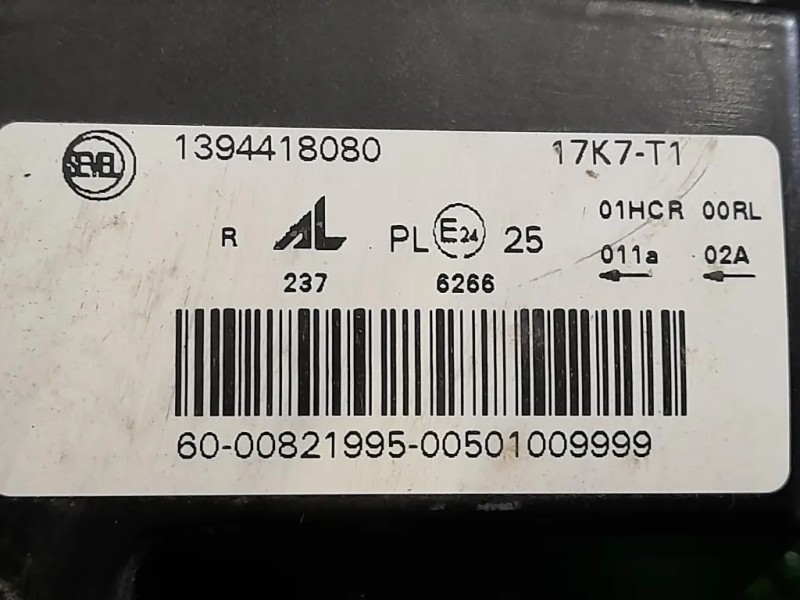 SEVEL 1394418080 17K7-T1
01HCR 00RL
R AL PL E24 25
011a 02A
237 6266
60-00821995-00501009999